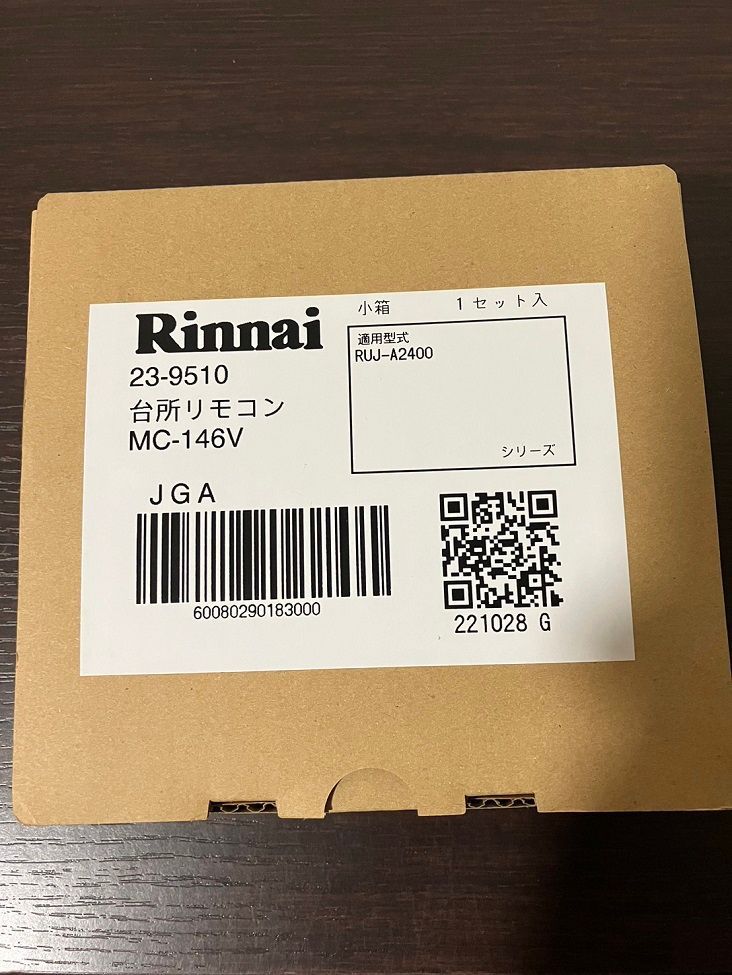 Rinnai
23-9510
台所リモコン
MC-146V
小箱 1セット入
適用型式
RUJ-A2400
シリーズ
JGA
60080290183000
221028 G